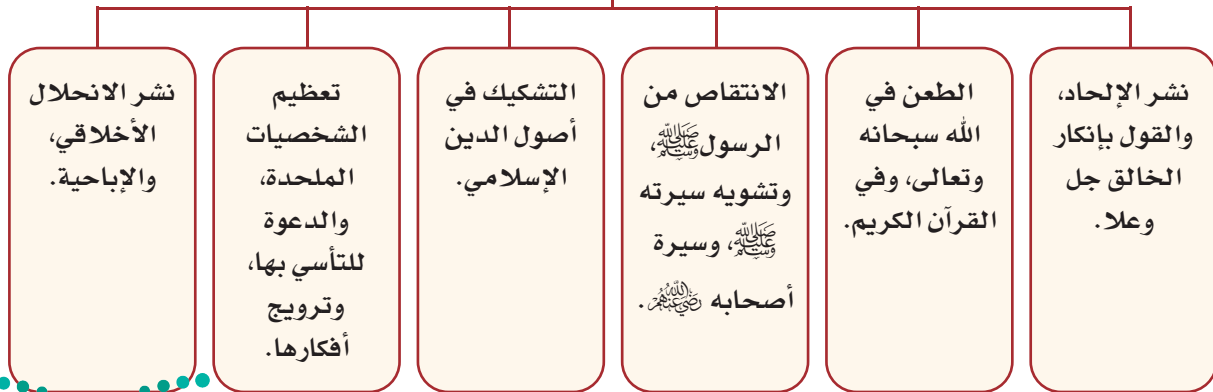 نشر الإلحاد،
والقول بإنكار
الخالق جل
وعلا.
الطعن في
الله سبحانه
وتعالى، وفي
القرآن الكريم.
الانتقاص من
الرسول ﷺ،
وتشويه سيرته
ﷺ، وسيرة
أصحابه رضي الله عنهم.
التشكيك في
أصول الدين
الإسلامي.
تعظيم
الشخصيات
الملحدة،
والدعوة
للتأسي بها،
وترويج
أفكارها.
نشر الانحلال
الأخلاقي،
والإباحية.